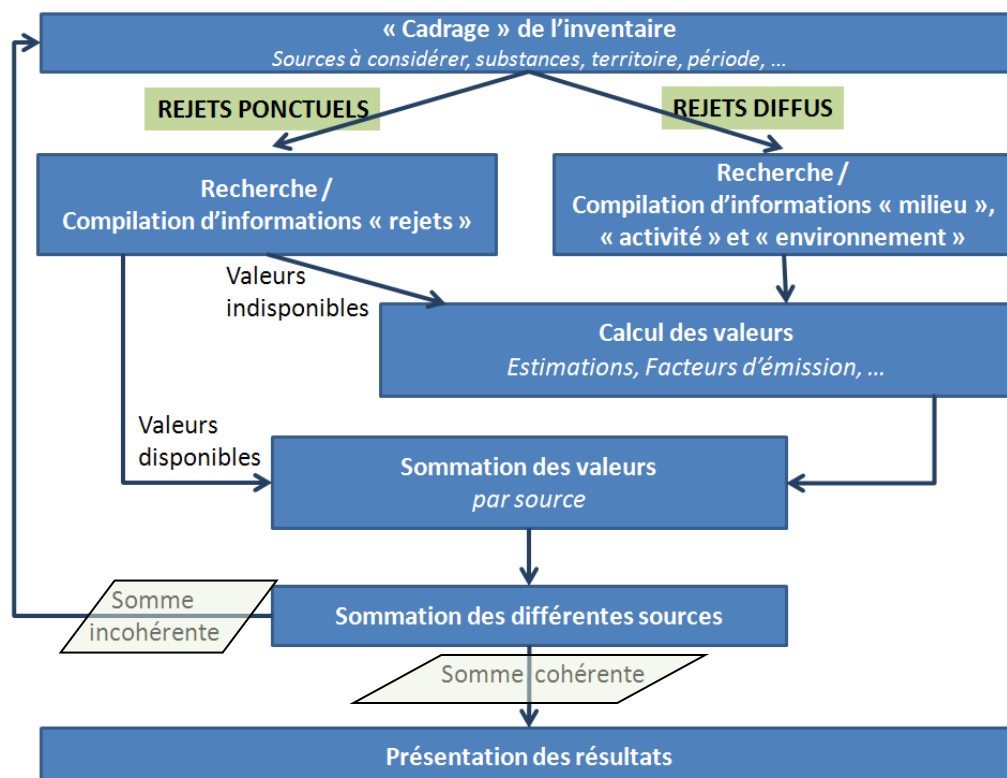 « Cadrage » de l'inventaire
Sources à considérer, substances, territoire, période, …
REJETS PONCTUELS
REJETS DIFFUS
Recherche /
Compilation d'informations « rejets »
Recherche /
Compilation d'informations « milieu »,
« activité » et « environnement »
Valeurs
indisponibles
Calcul des valeurs
Estimations, Facteurs d'émission, …
Valeurs
disponibles
Sommation des valeurs
par source
Somme
incohérente
Sommation des différentes sources
Somme cohérente
Présentation des résultats